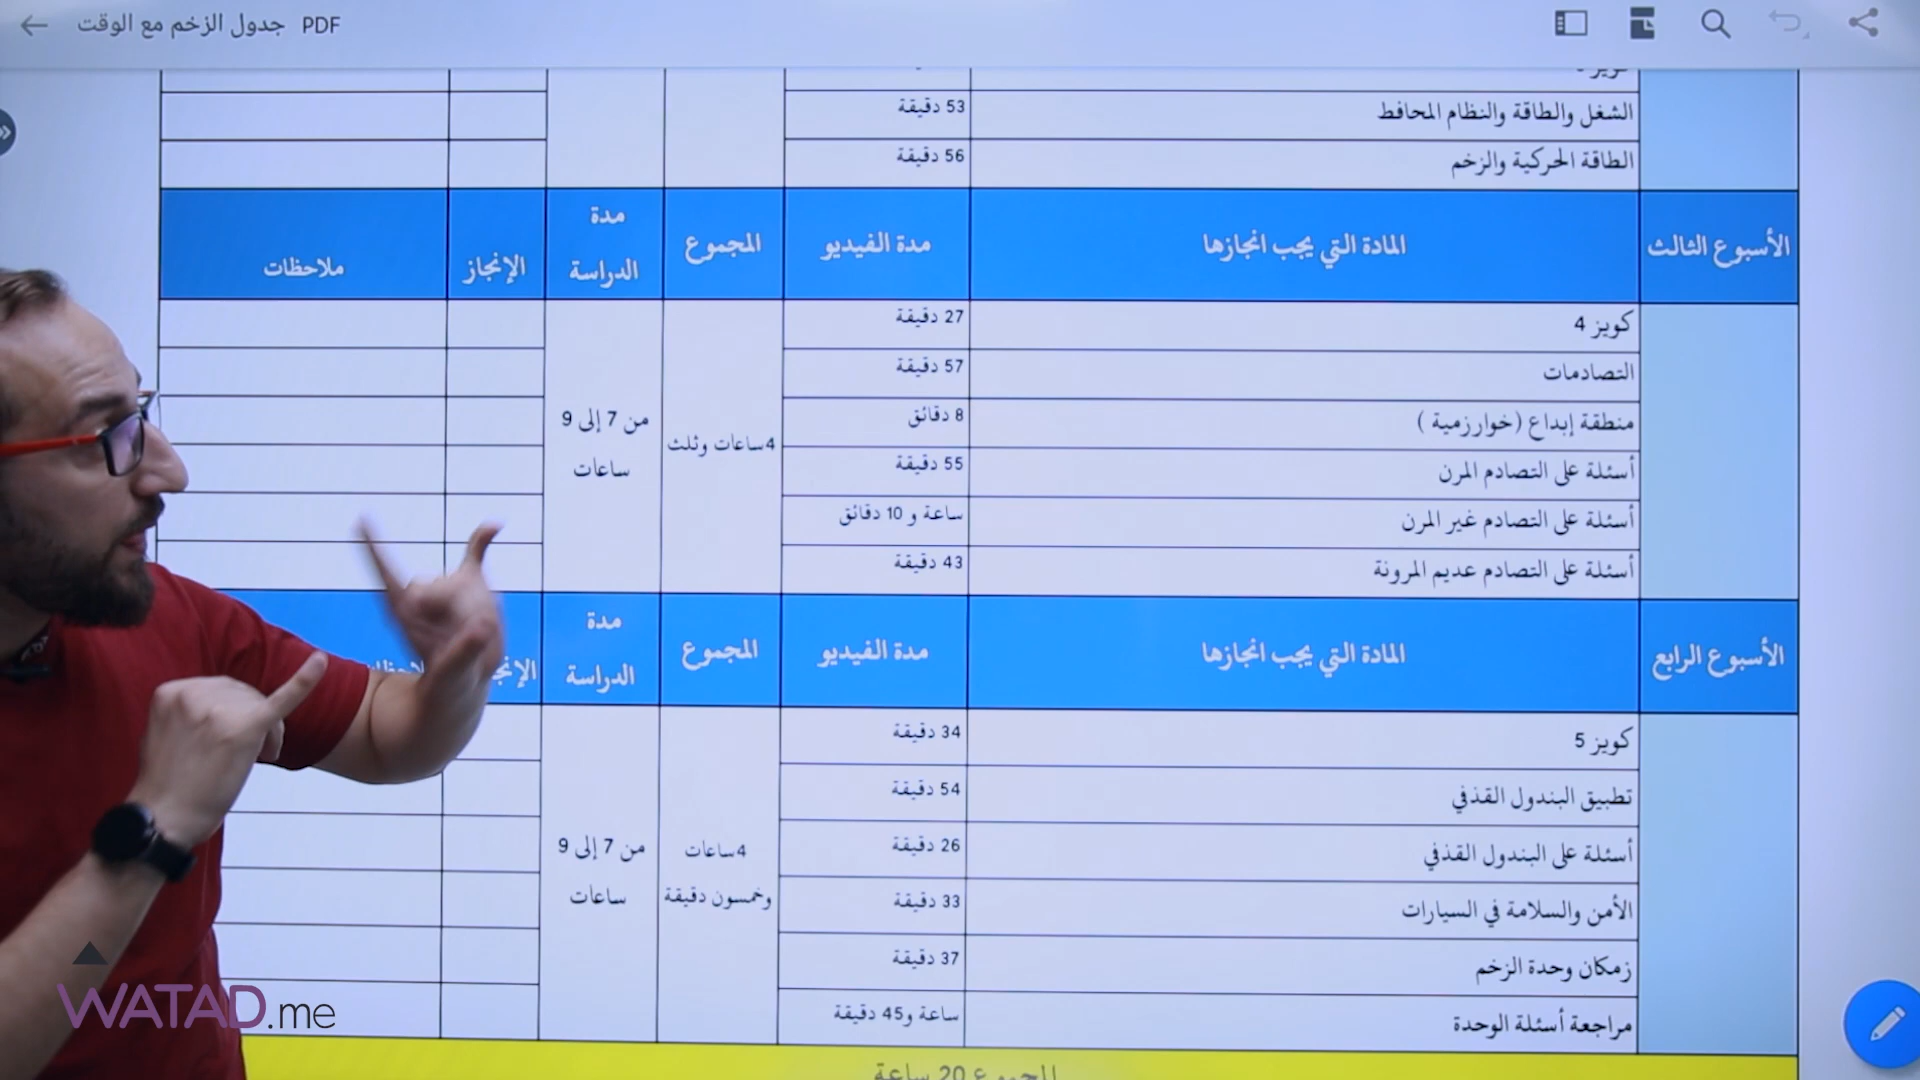 جدول الزخم مع الوقت PDF
53 دقيقة
الشغل والطاقة والنظام المحافظ
56 دقيقة
الطاقة الحركية والزخم
الأسبوع الثالث
المادة التي يجب انجازها
مدة الفيديو
المجموع
مدة
الدراسة
الإنجاز
ملاحظات
كويز 4
27 دقيقة
التصادمات
57 دقيقة
منطقة إبداع (خوارزمية )
8 دقائق
أسئلة على التصادم المرن
55 دقيقة
أسئلة على التصادم غير المرن
ساعة و 10 دقائق
أسئلة على التصادم عديم المرونة
43 دقيقة
4ساعات وثلث
من 7 إلى 9
ساعات
الأسبوع الرابع
المادة التي يجب انجازها
مدة الفيديو
المجموع
مدة
الدراسة
كويز 5
34 دقيقة
تطبيق البندول القذفي
54 دقيقة
أسئلة على البندول القذفي
26 دقيقة
الأمن والسلامة في السيارات
33 دقيقة
زمكان وحدة الزخم
37 دقيقة
مراجعة أسئلة الوحدة
ساعة و45 دقيقة
4ساعات
وخمسون دقيقة
من 7 إلى 9
ساعات
المجموع 20 ساعة
WATAD.me